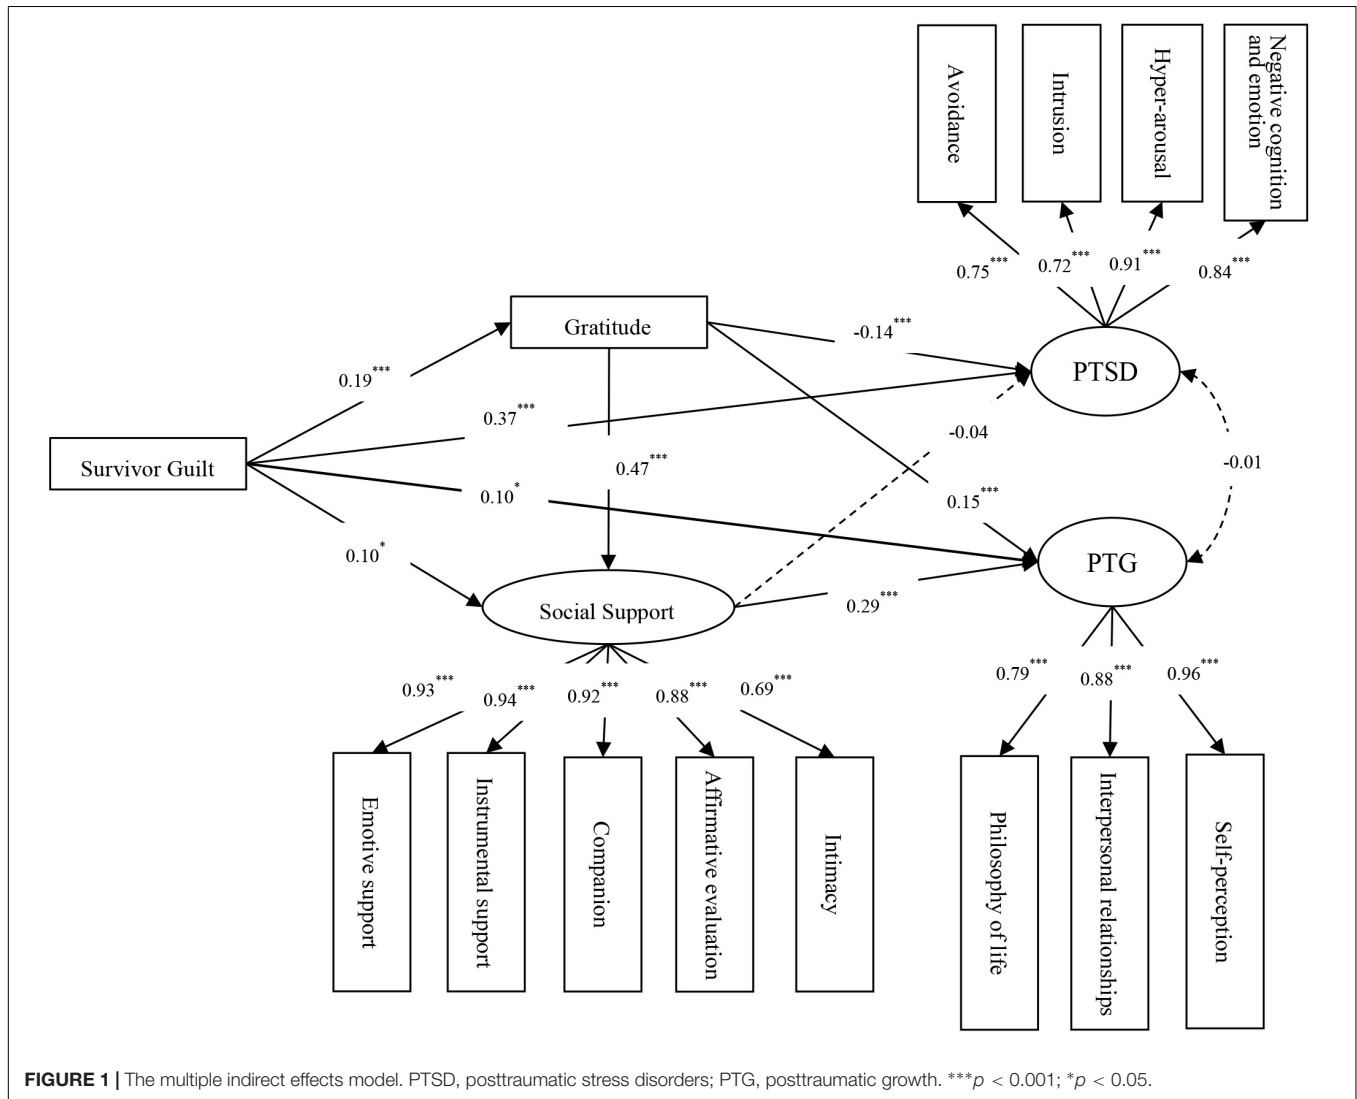 Avoidance
Intrusion
Hyper-arousal
Negative cognition
and emotion
0.75***
0.72***
0.91***
0.84***
Gratitude
-0.14***
PTSD
0.19***
0.37***
-0.04
Survivor Guilt
0.47***
-0.01
0.10*
0.15***
0.10*
PTG
Social Support
0.29***
0.93***
0.94***
0.92***
0.88***
0.69***
0.79***
0.88***
0.96***
Emotive support
Instrumental support
Companion
Affirmative evaluation
Intimacy
Philosophy of life
Interpersonal relationships
Self-perception
FIGURE 1 | The multiple indirect effects model. PTSD, posttraumatic stress disorders; PTG, posttraumatic growth. ***p < 0.001; *p < 0.05.